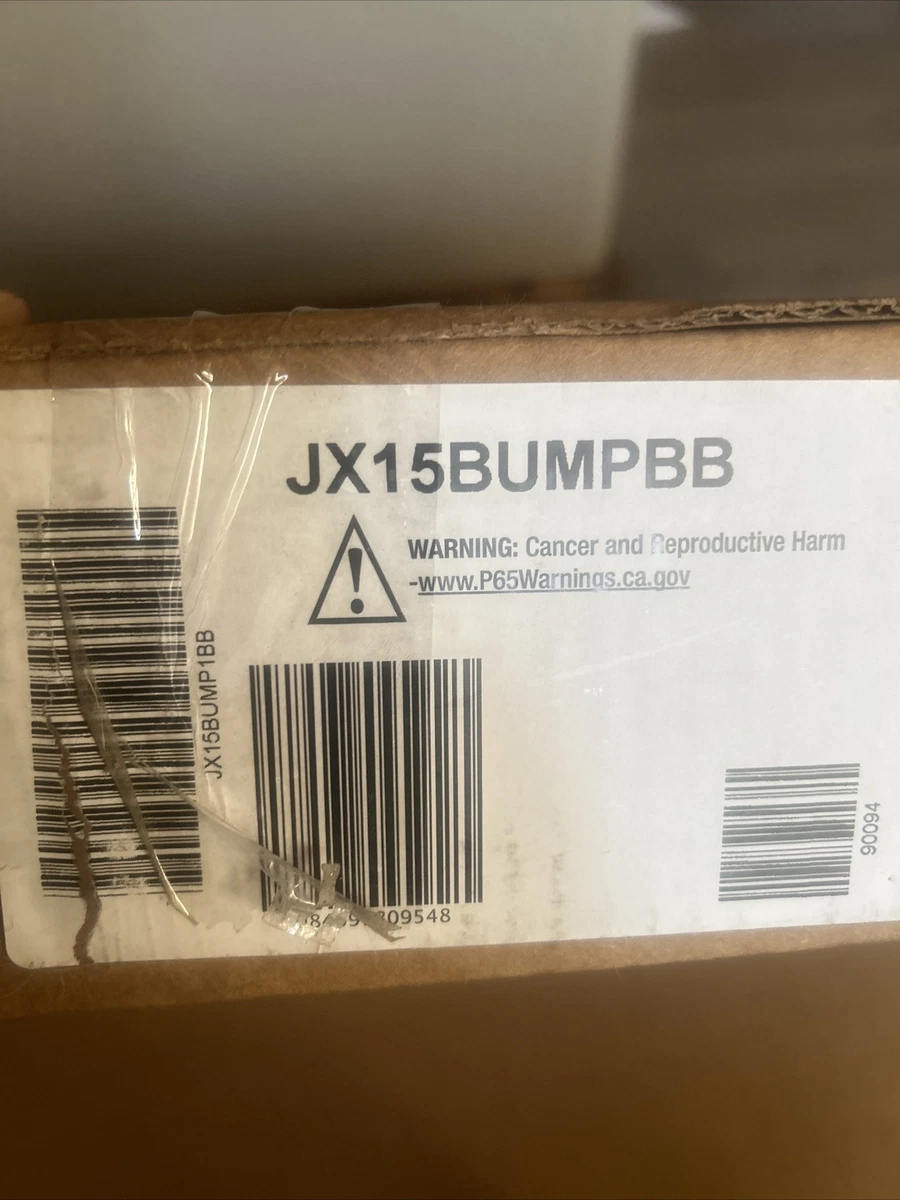 JX15BUMPBB
WARNING: Cancer and Reproductive Harm
-www.P65Warnings.ca.gov
JX15BUMP1BB
90094